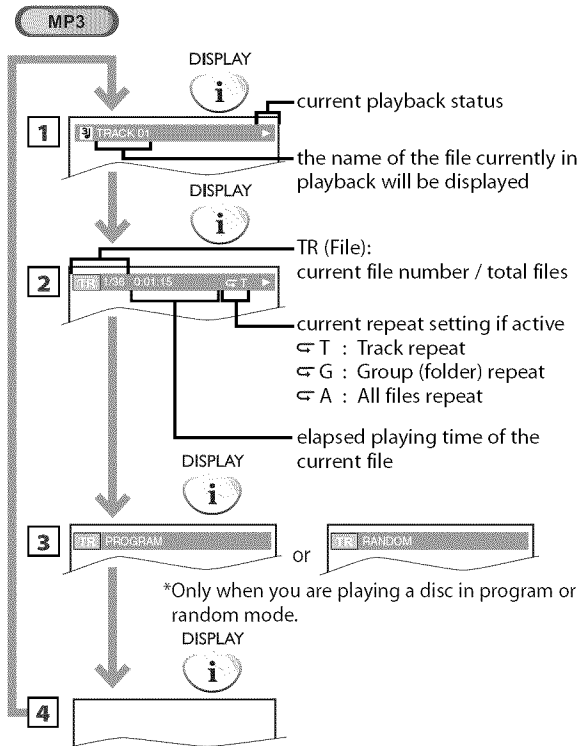 MP3
DISPLAY
i
current playback status
1
TRACK 01
the name of the file currently in
playback will be displayed
DISPLAY
i
TR (File):
current file number / total files
2
TR 1/36 0:01:15 T
current repeat setting if active
T : Track repeat
G : Group (folder) repeat
A : All files repeat
elapsed playing time of the
current file
DISPLAY
i
3
TR PROGRAM
or
TR RANDOM
*Only when you are playing a disc in program or
random mode.
DISPLAY
i
4